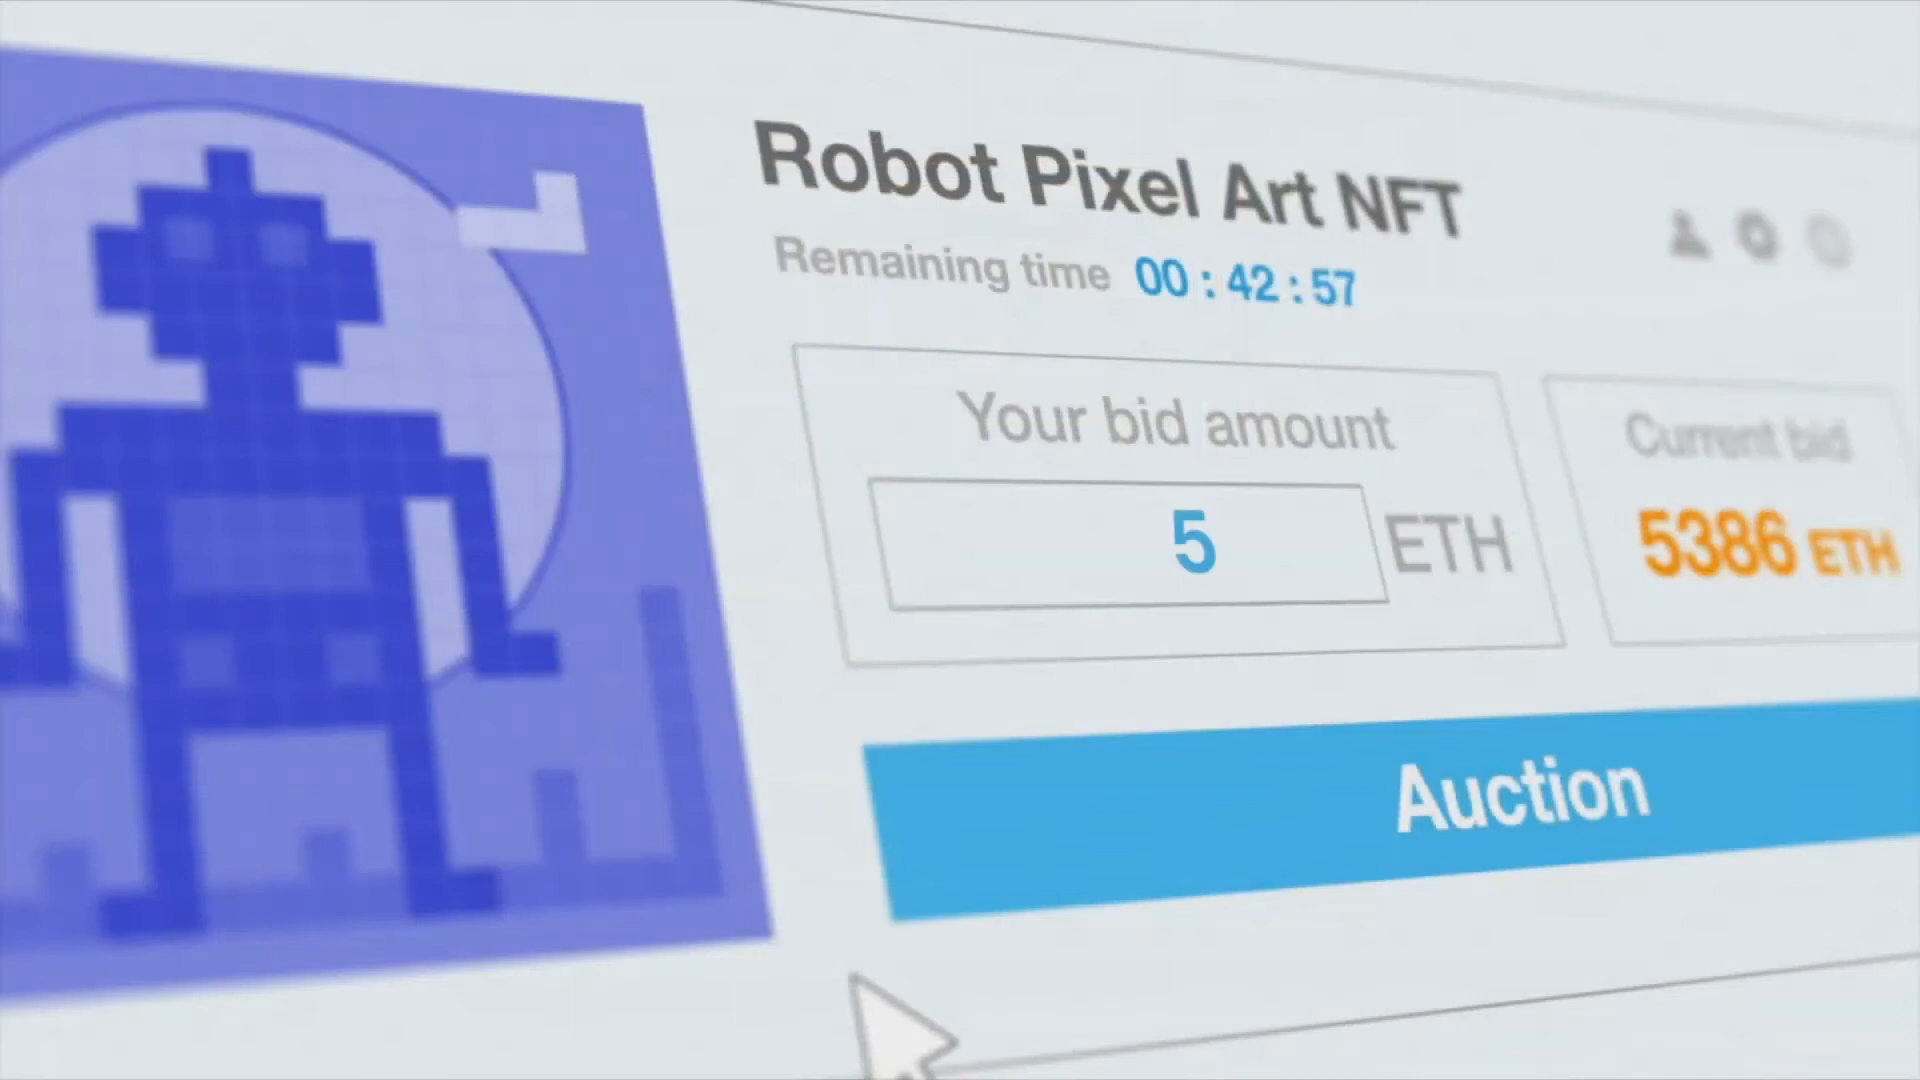 Robot Pixel Art NFT
Remaining time 00 : 42 : 57
Your bid amount
5 ETH
Current bid
5386 ETH
Auction